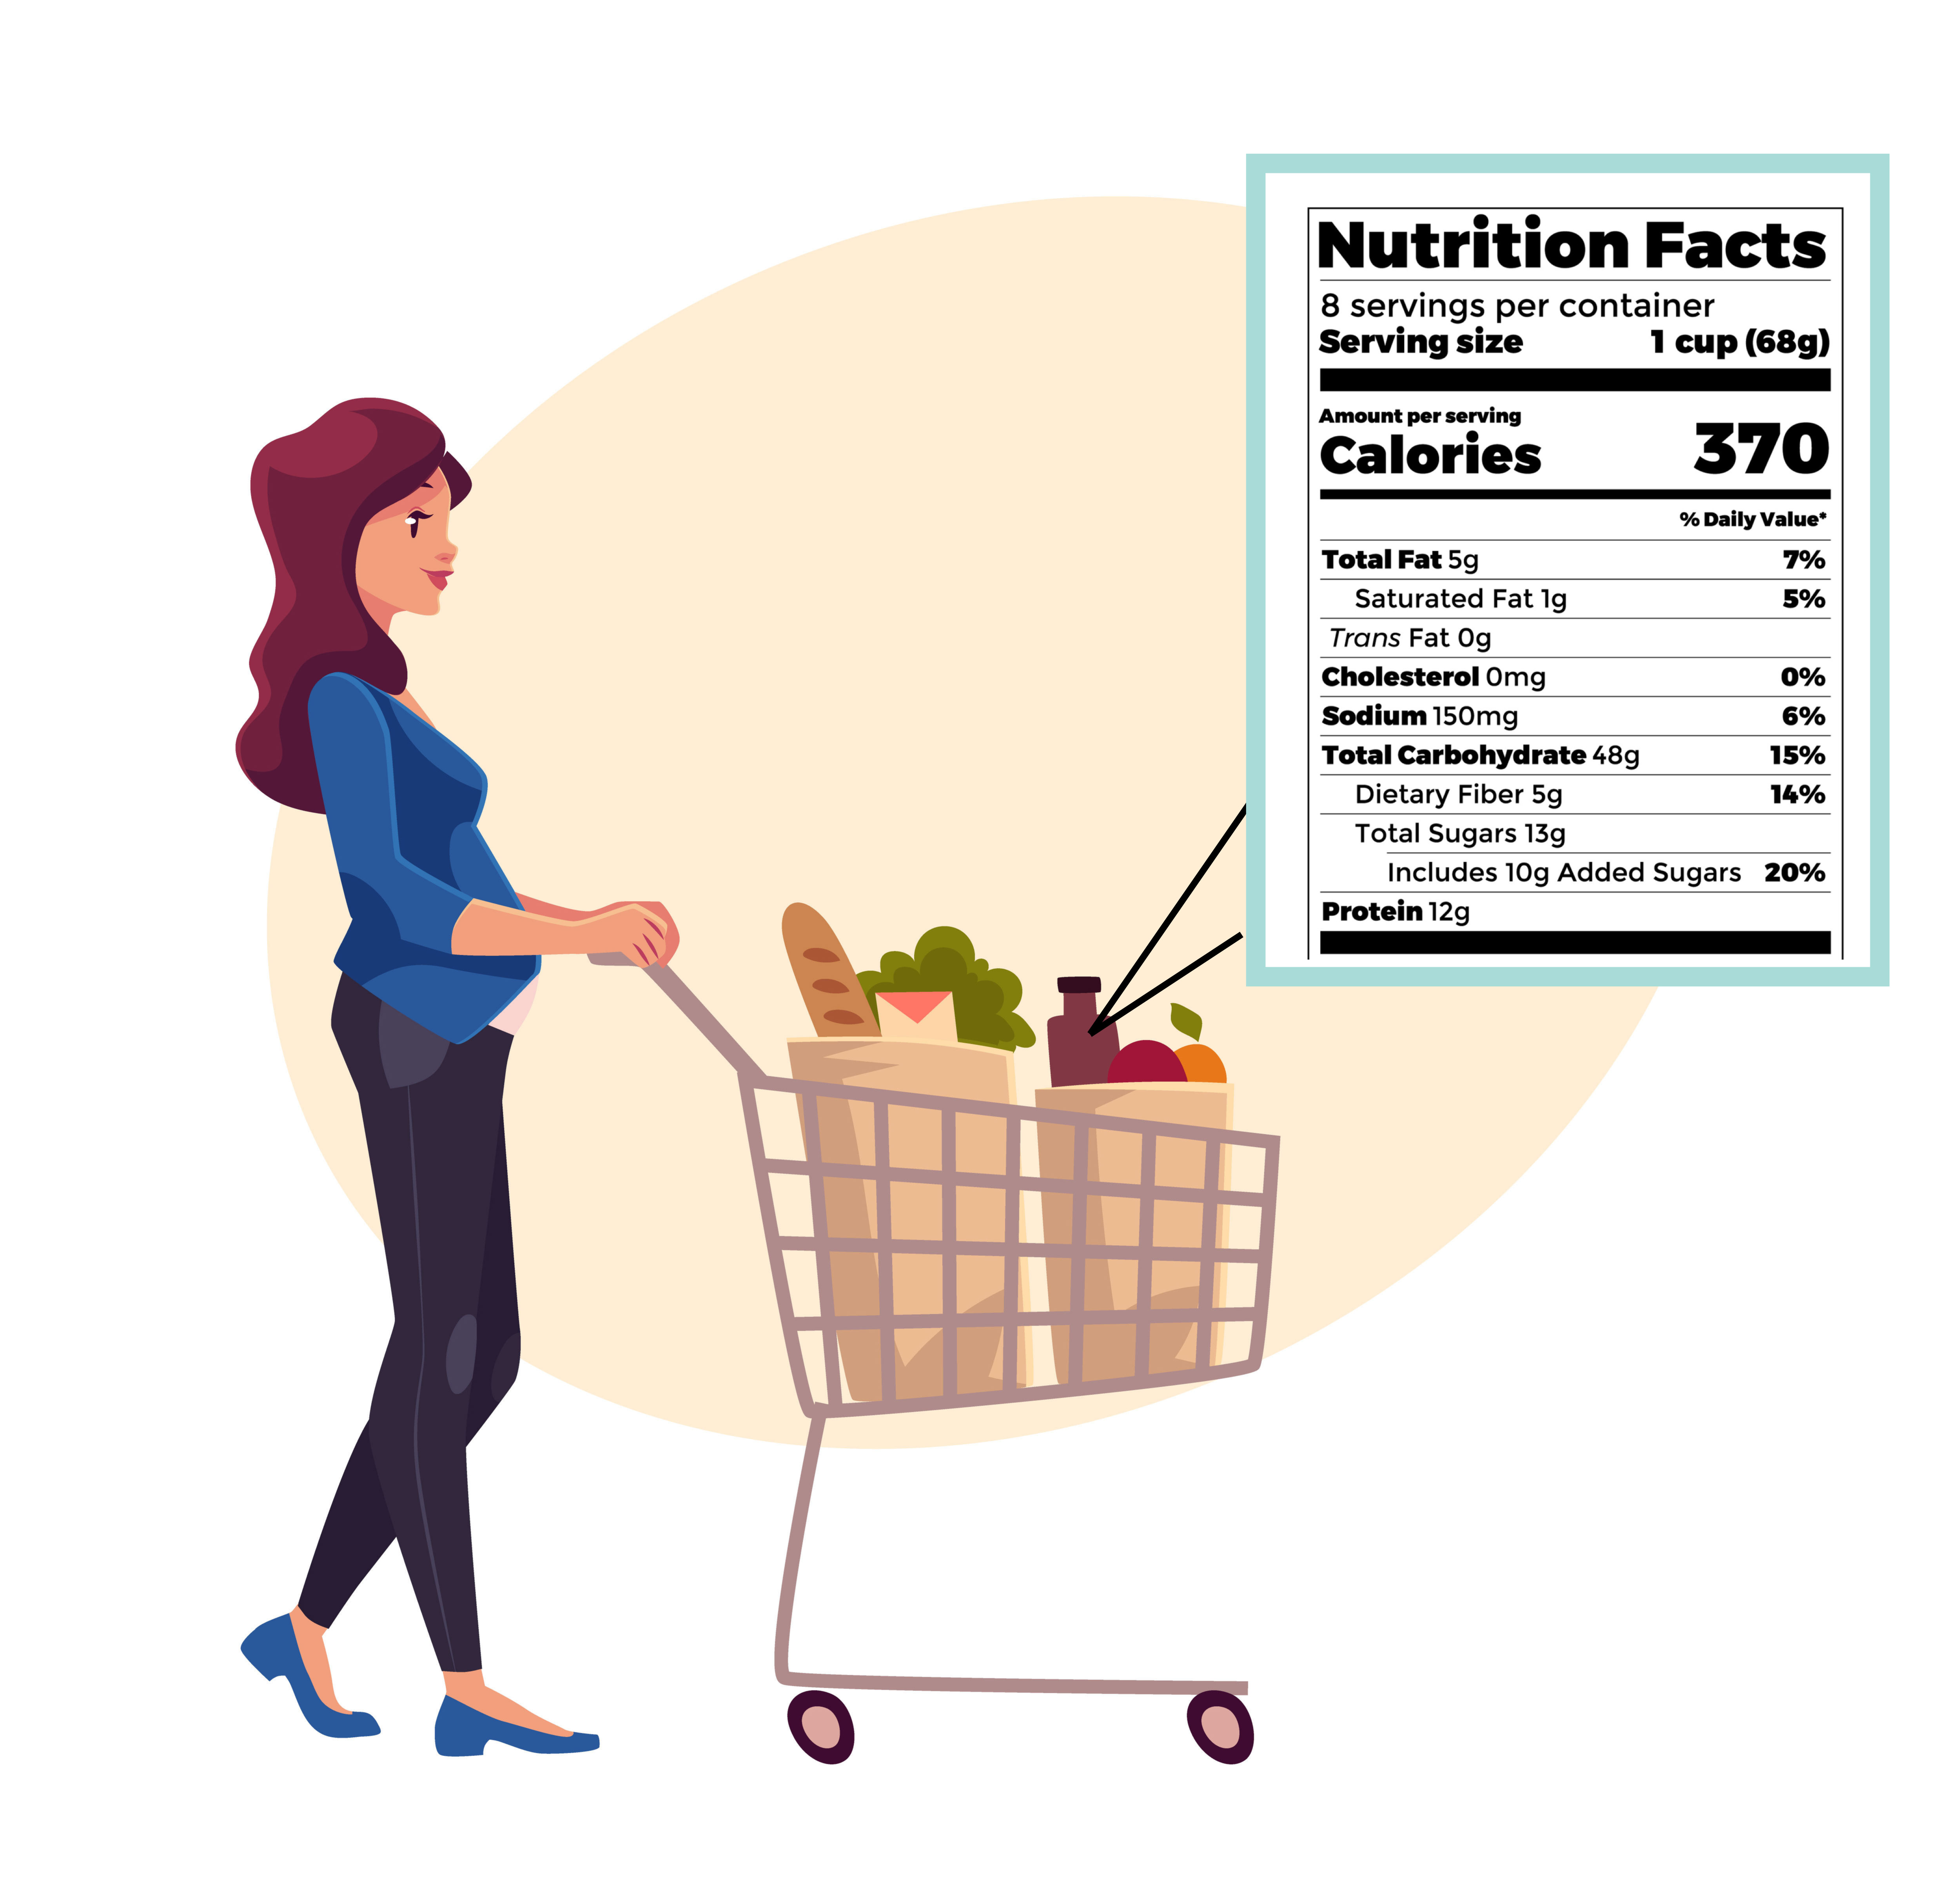 Nutrition Facts
8 servings per container
Serving size 1 cup (68g)
Amount per serving
Calories 370
% Daily Value*
Total Fat 5g 7%
Saturated Fat 1g 5%
Trans Fat 0g
Cholesterol 0mg 0%
Sodium 150mg 6%
Total Carbohydrate 48g 15%
Dietary Fiber 5g 14%
Total Sugars 13g
Includes 10g Added Sugars 20%
Protein 12g